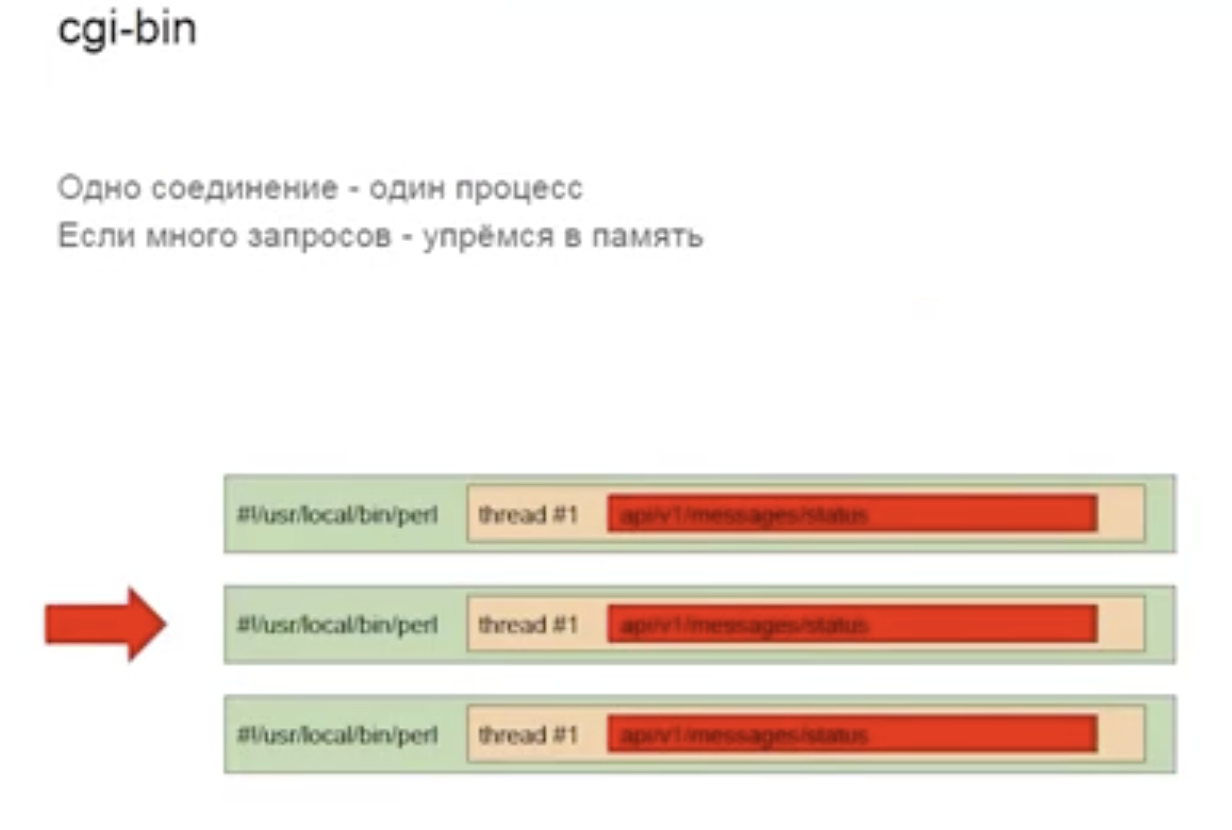 cgi-bin
Одно соединение - один процесс
Если много запросов - упрёмся в память
#!/usr/local/bin/perl thread #1 api/v1/messages/status
#!/usr/local/bin/perl thread #1 api/v1/messages/status
#!/usr/local/bin/perl thread #1 api/v1/messages/status